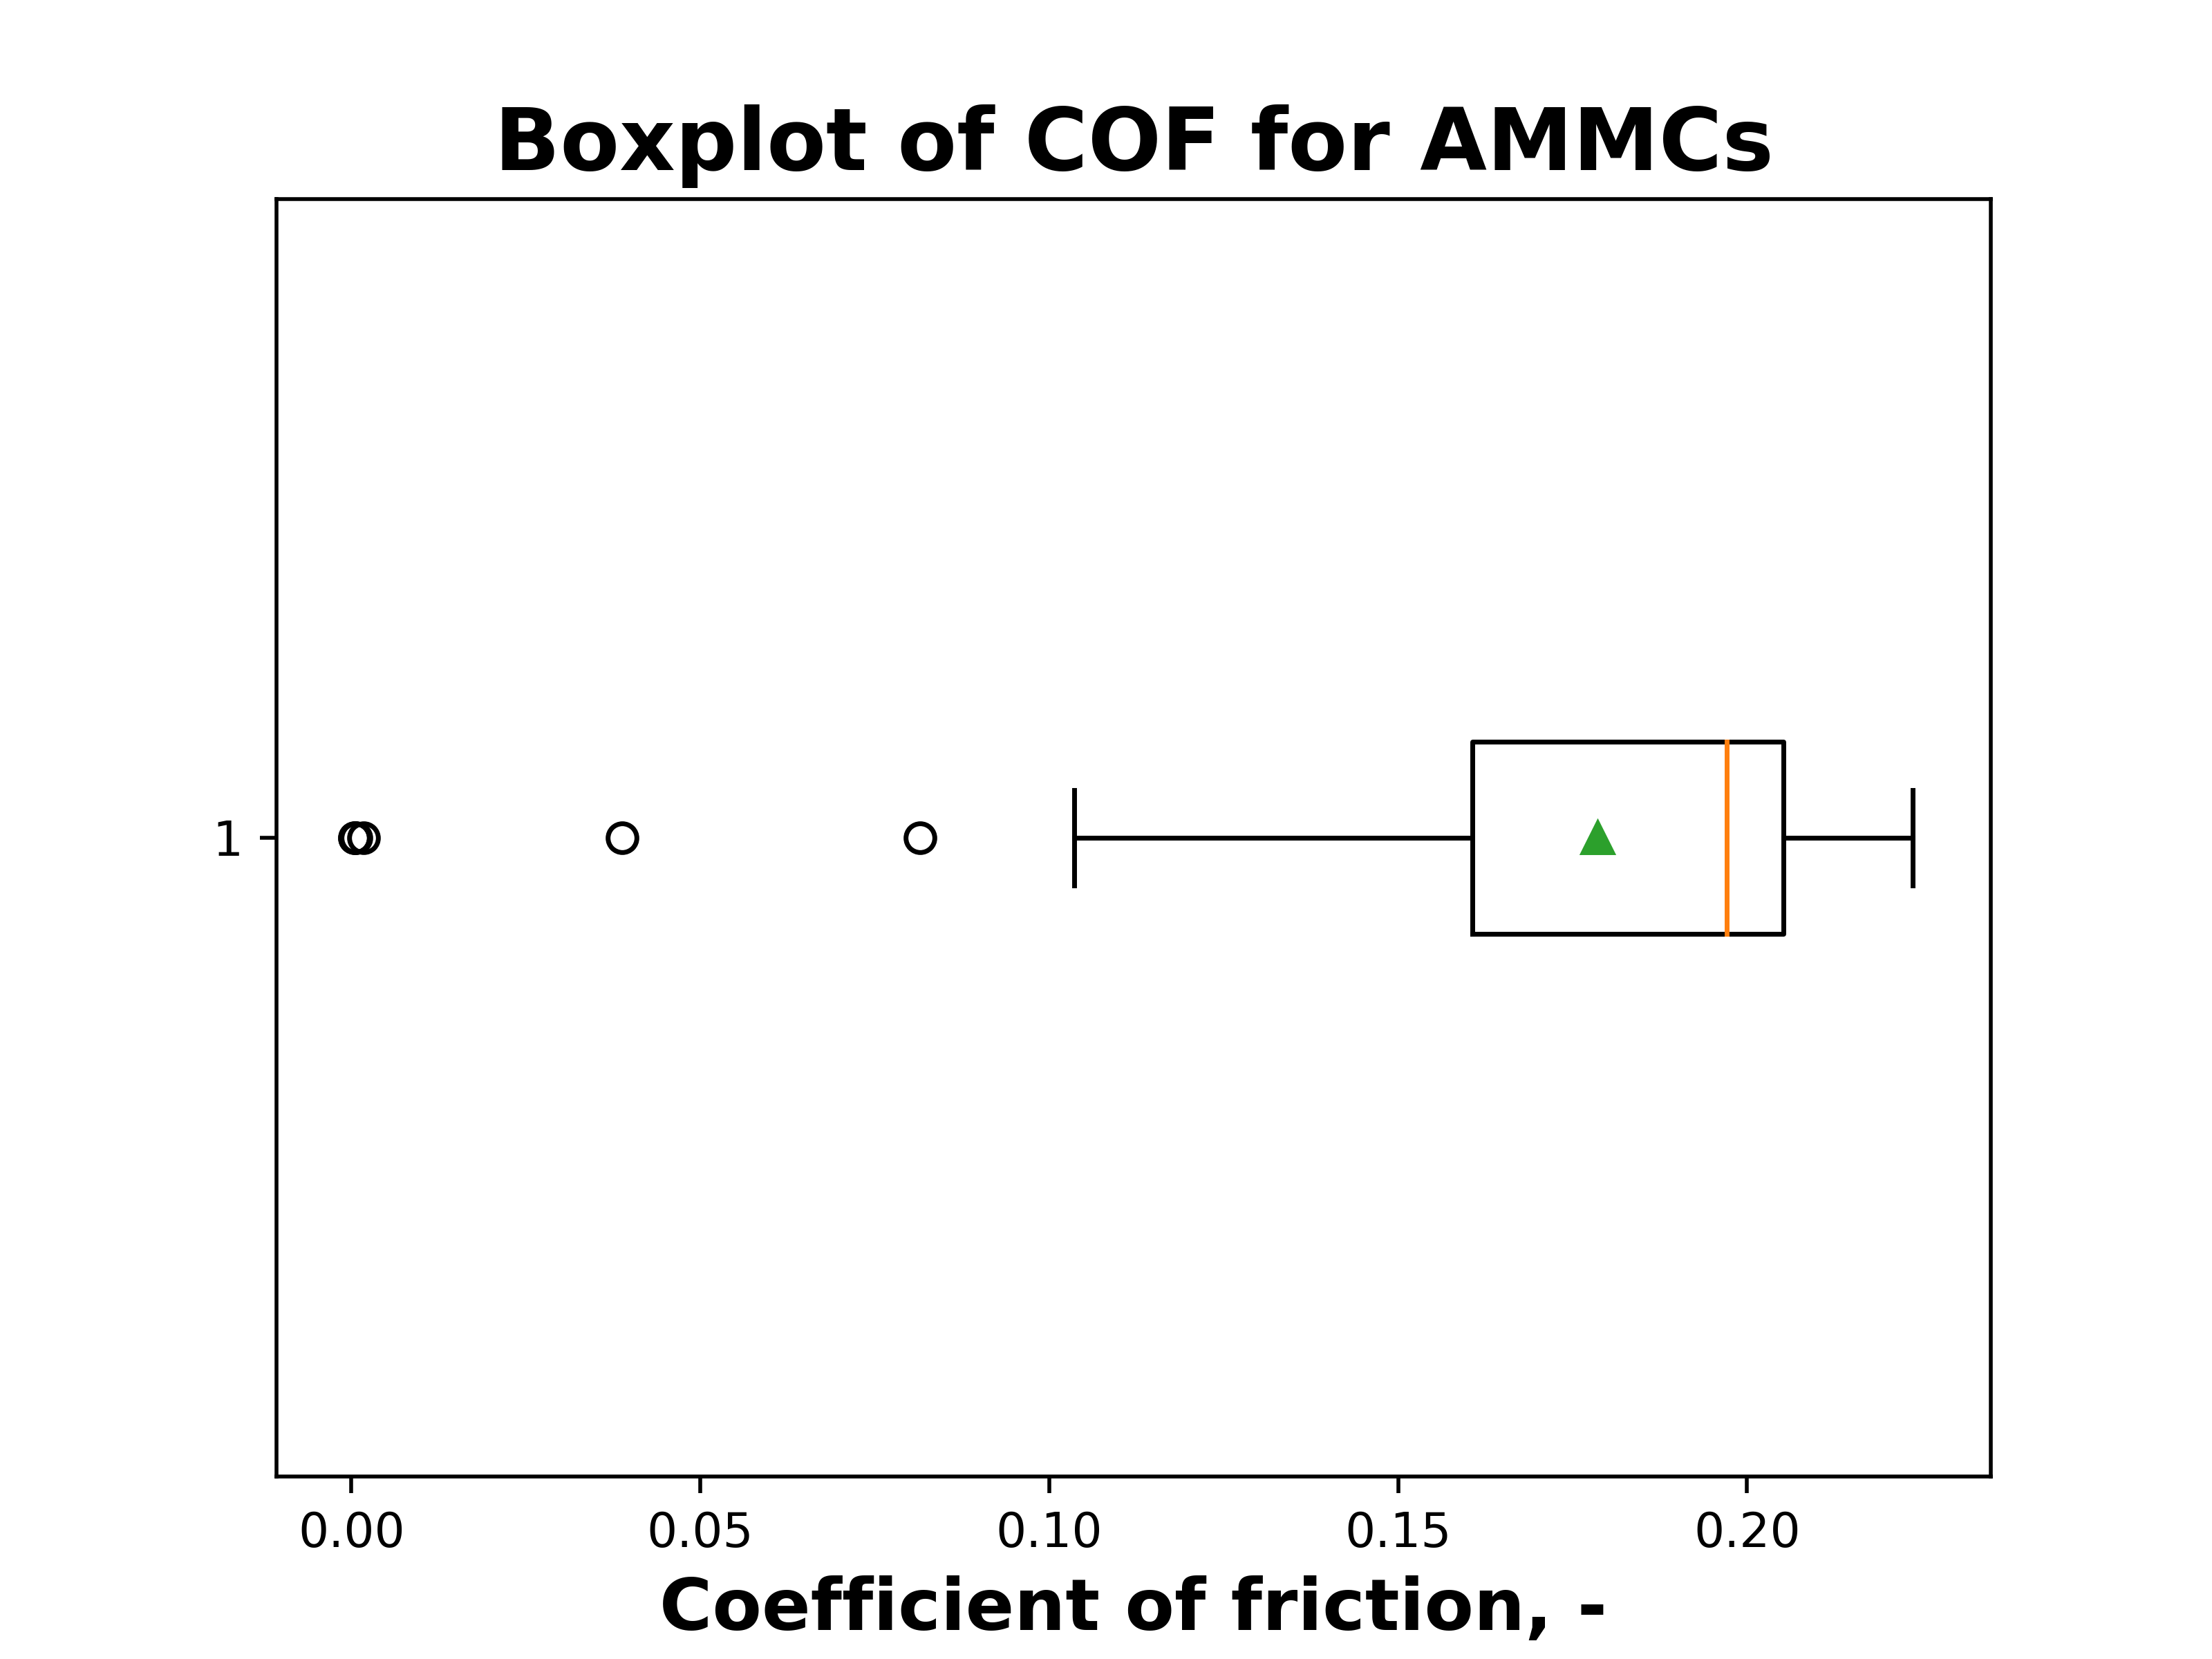 Boxplot of COF for AMMCs
1
0.00 0.05 0.10 0.15 0.20
Coefficient of friction, -